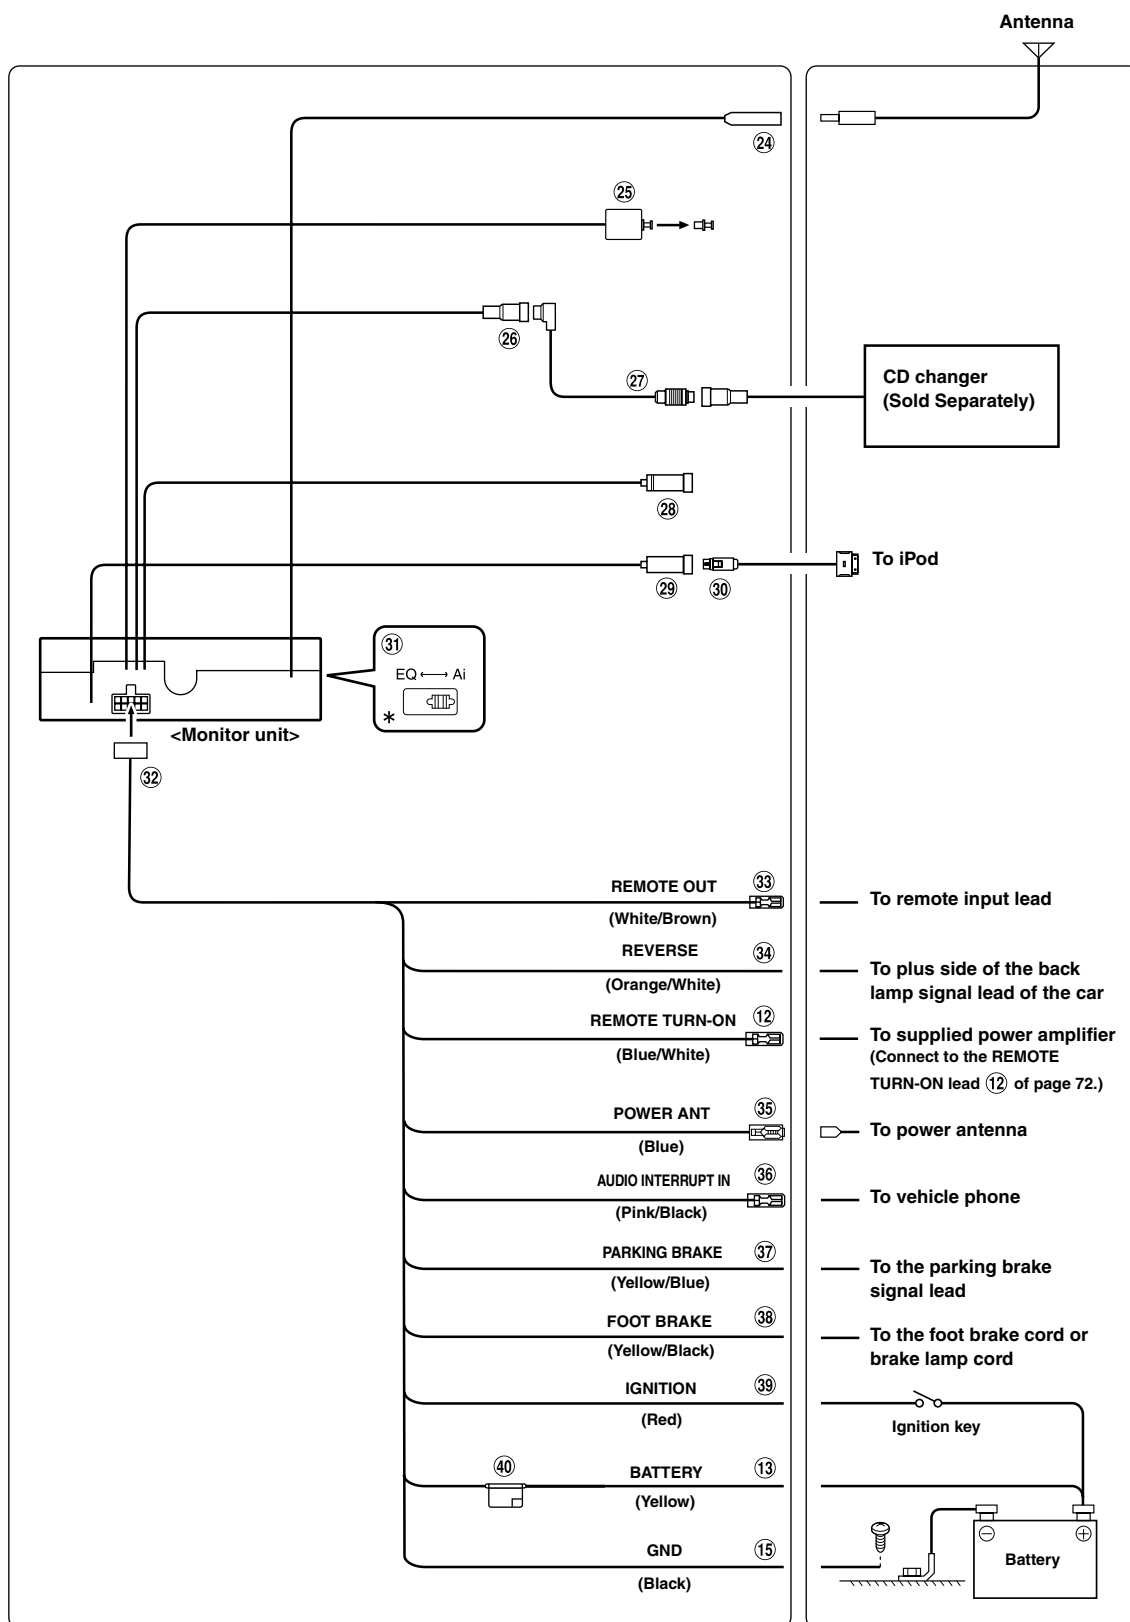 Antenna
24
25
26
27
CD changer
(Sold Separately)
28
29
30
To iPod
31
EQ ←→ Ai
*
<Monitor unit>
32
REMOTE OUT
33
(White/Brown)
To remote input lead
REVERSE
34
(Orange/White)
To plus side of the back
lamp signal lead of the car
REMOTE TURN-ON
12
(Blue/White)
To supplied power amplifier
(Connect to the REMOTE
TURN-ON lead 12 of page 72.)
POWER ANT
35
(Blue)
To power antenna
AUDIO INTERRUPT IN
36
(Pink/Black)
To vehicle phone
PARKING BRAKE
37
(Yellow/Blue)
To the parking brake
signal lead
FOOT BRAKE
38
(Yellow/Black)
To the foot brake cord or
brake lamp cord
IGNITION
39
(Red)
Ignition key
40
BATTERY
13
(Yellow)
GND
15
(Black)
− +
Battery